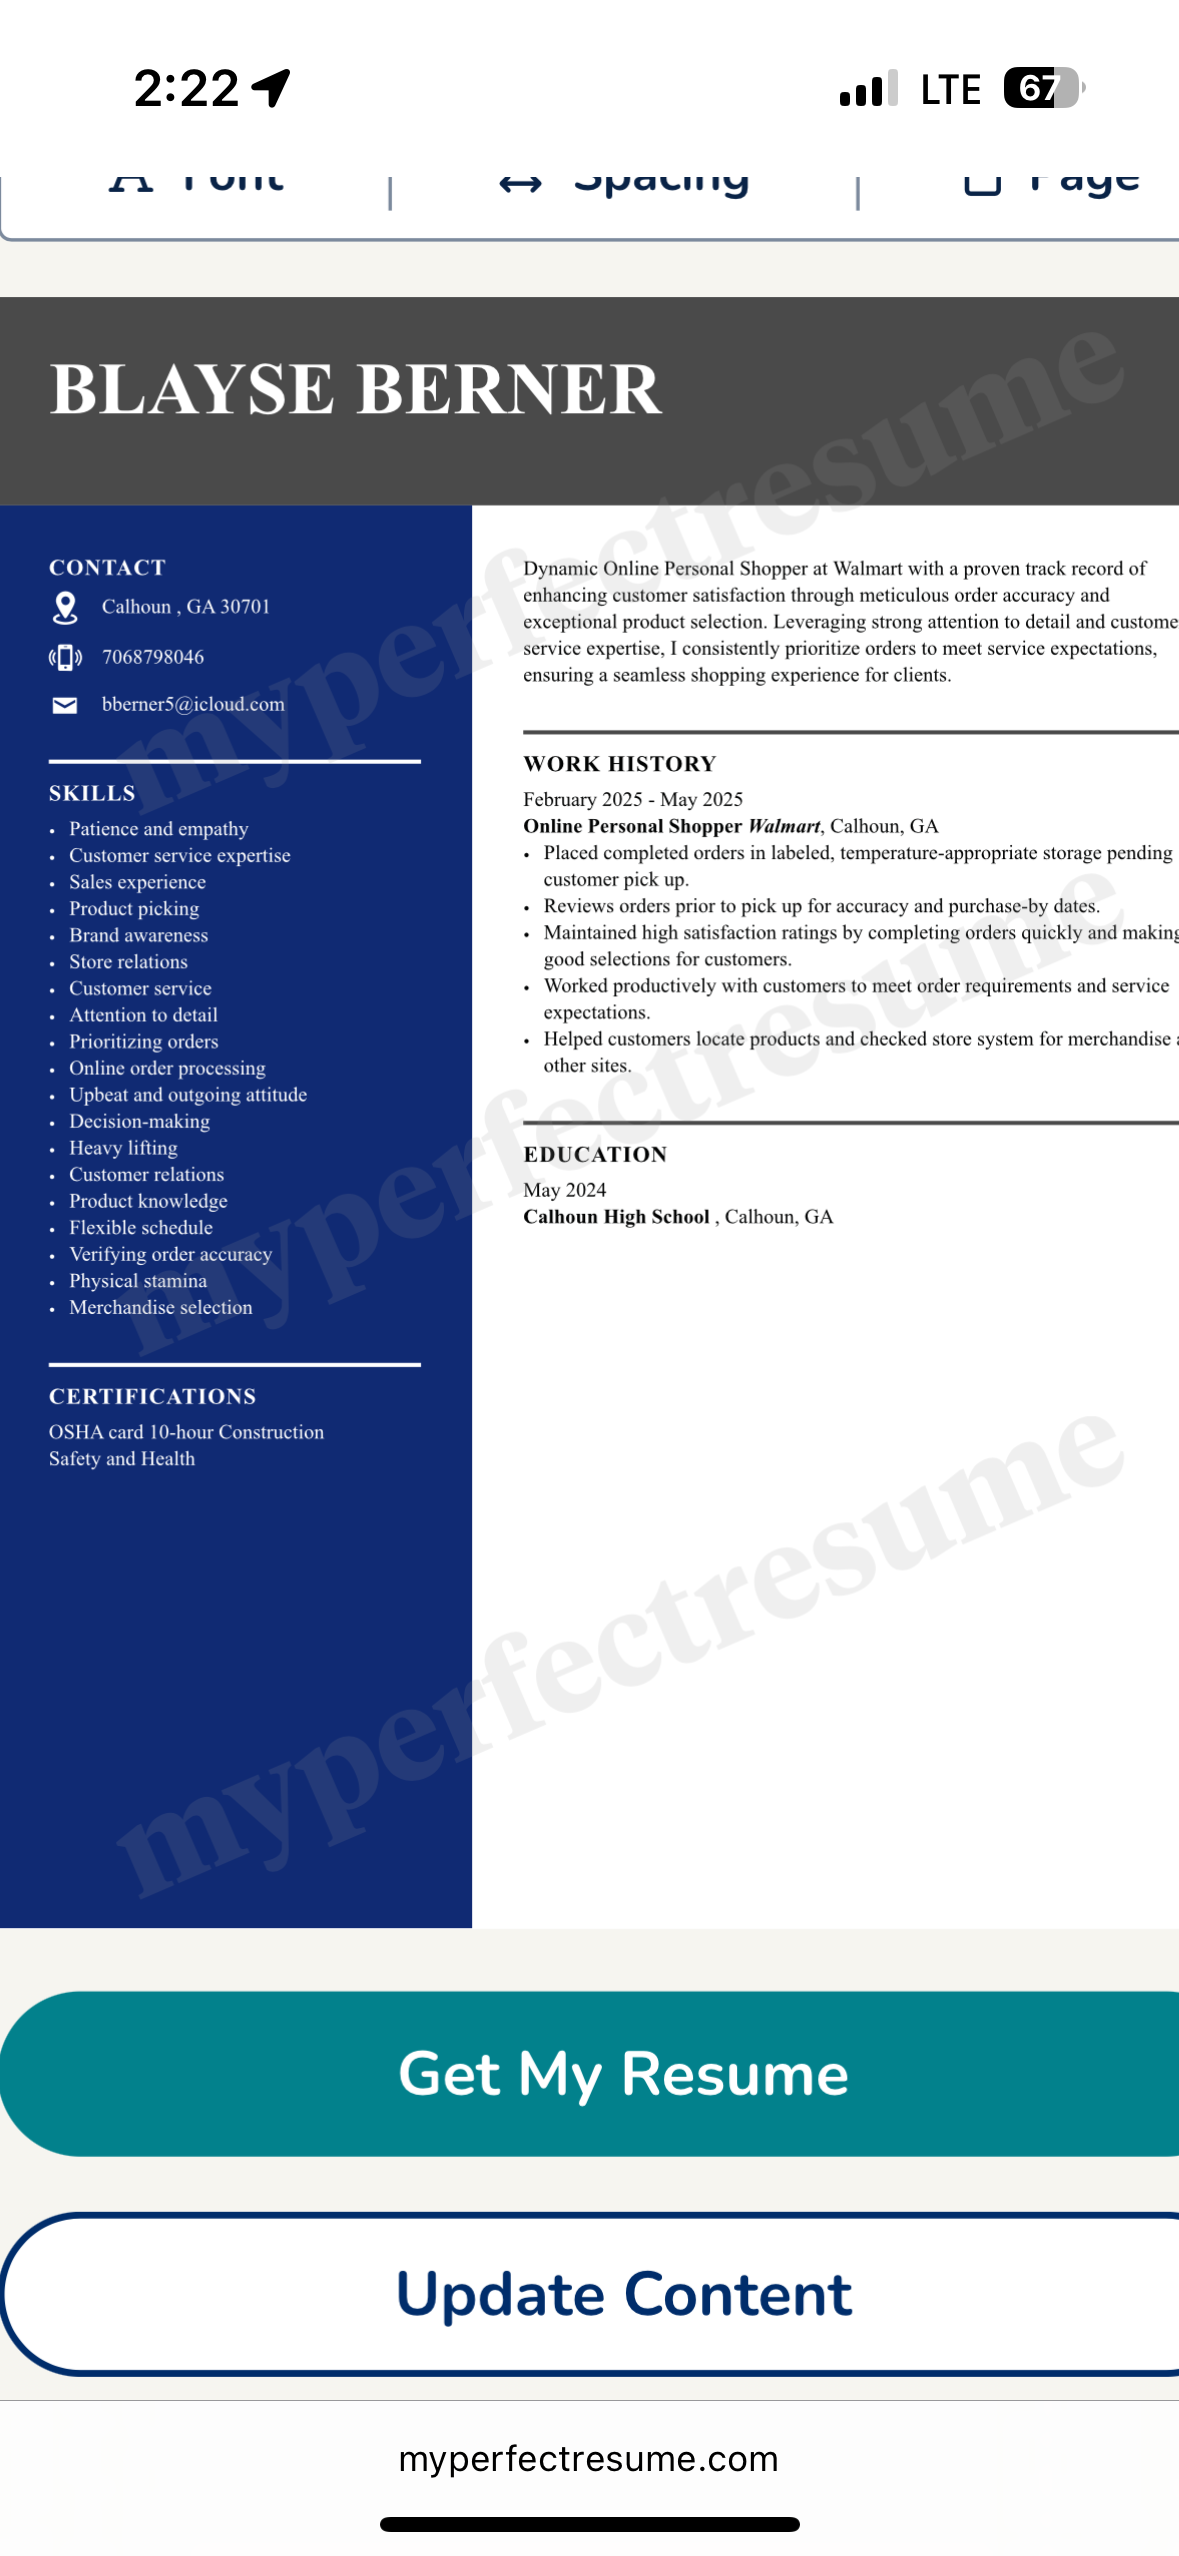 2:22
LTE
67
Font
Spacing
Page
BLAYSE BERNER
CONTACT
Calhoun , GA 30701
7068798046
bberner5@icloud.com
SKILLS
• Patience and empathy
• Customer service expertise
• Sales experience
• Product picking
• Brand awareness
• Store relations
• Customer service
• Attention to detail
• Prioritizing orders
• Online order processing
• Upbeat and outgoing attitude
• Decision-making
• Heavy lifting
• Customer relations
• Product knowledge
• Flexible schedule
• Verifying order accuracy
• Physical stamina
• Merchandise selection
CERTIFICATIONS
OSHA card 10-hour Construction
Safety and Health
Dynamic Online Personal Shopper at Walmart with a proven track record of
enhancing customer satisfaction through meticulous order accuracy and
exceptional product selection. Leveraging strong attention to detail and custome
service expertise, I consistently prioritize orders to meet service expectations,
ensuring a seamless shopping experience for clients.
WORK HISTORY
February 2025 - May 2025
Online Personal Shopper Walmart, Calhoun, GA
• Placed completed orders in labeled, temperature-appropriate storage pending
customer pick up.
• Reviews orders prior to pick up for accuracy and purchase-by dates.
• Maintained high satisfaction ratings by completing orders quickly and making
good selections for customers.
• Worked productively with customers to meet order requirements and service
expectations.
• Helped customers locate products and checked store system for merchandise a
other sites.
EDUCATION
May 2024
Calhoun High School , Calhoun, GA
myperfectresume
myperfectresume
myperfectresume
Get My Resume
Update Content
myperfectresume.com